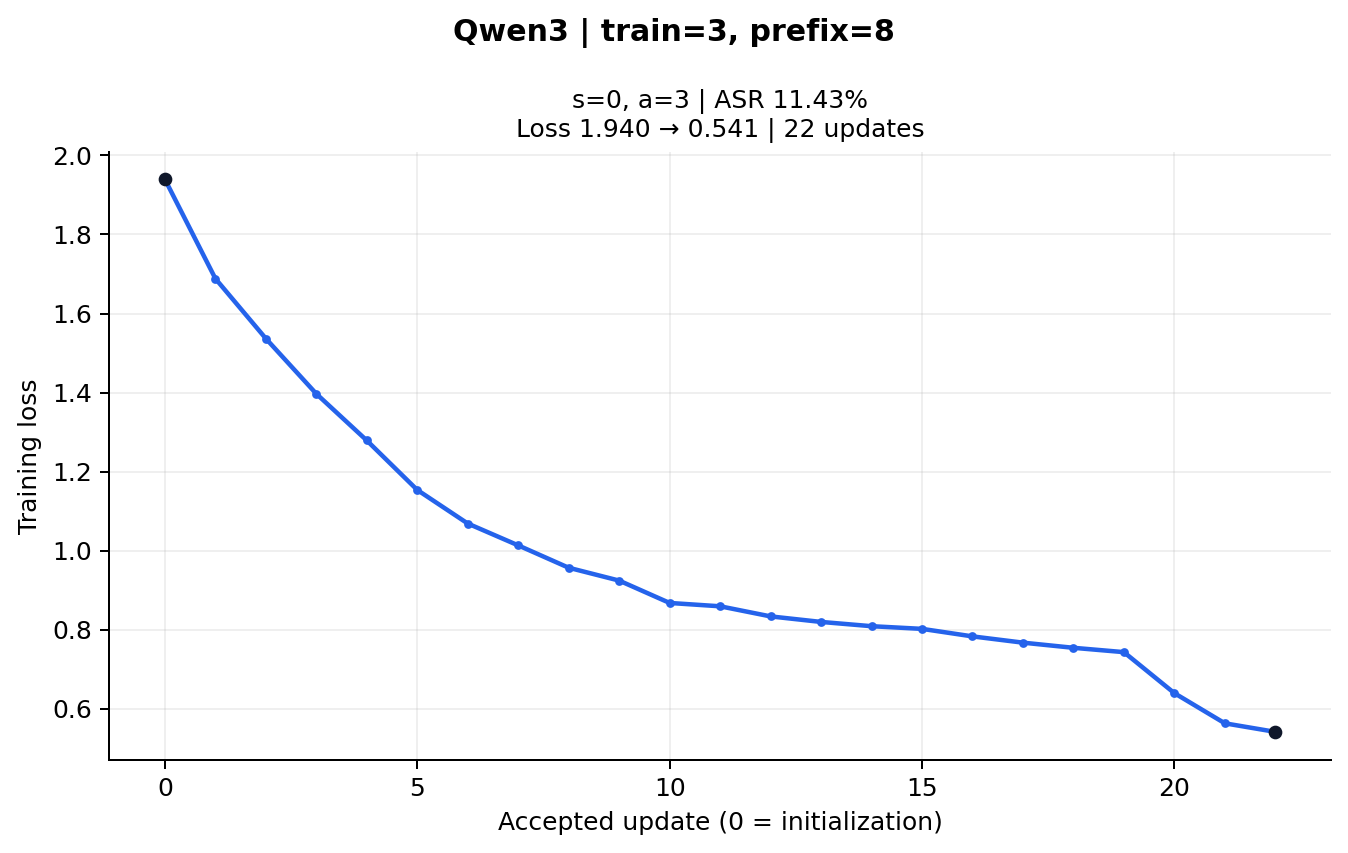 Qwen3 | train=3, prefix=8
s=0, a=3 | ASR 11.43%
Loss 1.940 → 0.541 | 22 updates
2.0
1.8
1.6
1.4
1.2
1.0
0.8
0.6
Training loss
0 5 10 15 20
Accepted update (0 = initialization)